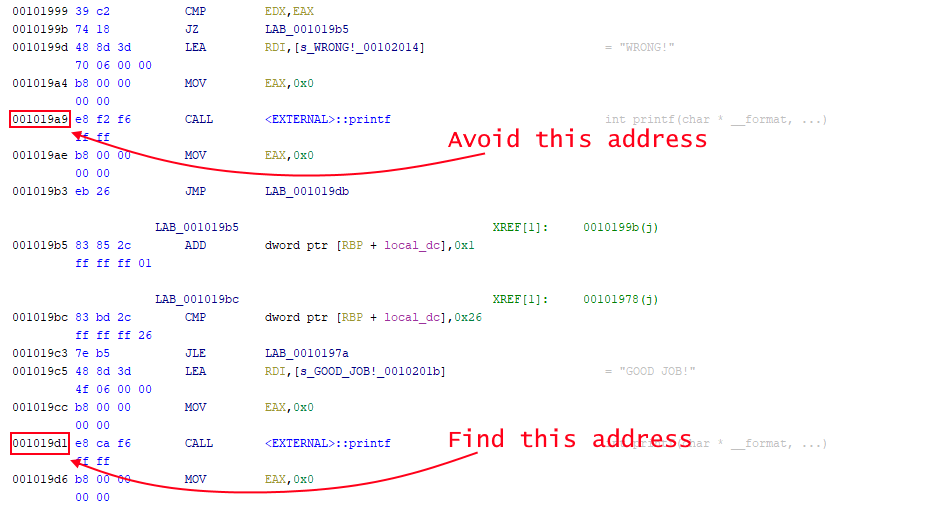 00101999 39 c2 CMP EDX,EAX
0010199b 74 18 JZ LAB_001019b5
0010199d 48 8d 3d LEA RDI,[s_WRONG!_00102014] = "WRONG!"
70 06 00 00
001019a4 b8 00 00 MOV EAX,0x0
00 00
001019a9 e8 f2 f6 CALL <EXTERNAL>::printf int printf(char * __format, ...)
ff ff
Avoid this address
001019ae b8 00 00 MOV EAX,0x0
00 00
001019b3 eb 26 JMP LAB_001019db
LAB_001019b5 XREF[1]: 0010199b(j)
001019b5 83 85 2c ADD dword ptr [RBP + local_dc],0x1
ff ff ff 01
LAB_001019bc XREF[1]: 00101978(j)
001019bc 83 bd 2c CMP dword ptr [RBP + local_dc],0x26
ff ff ff 26
001019c3 7e b5 JLE LAB_0010197a
001019c5 48 8d 3d LEA RDI,[s_GOOD_JOB!_0010201b] = "GOOD JOB!"
4f 06 00 00
001019cc b8 00 00 MOV EAX,0x0
00 00
001019d1 e8 ca f6 CALL <EXTERNAL>::printf int printf(char * __format, ...)
Find this address
ff ff
001019d6 b8 00 00 MOV EAX,0x0
00 00